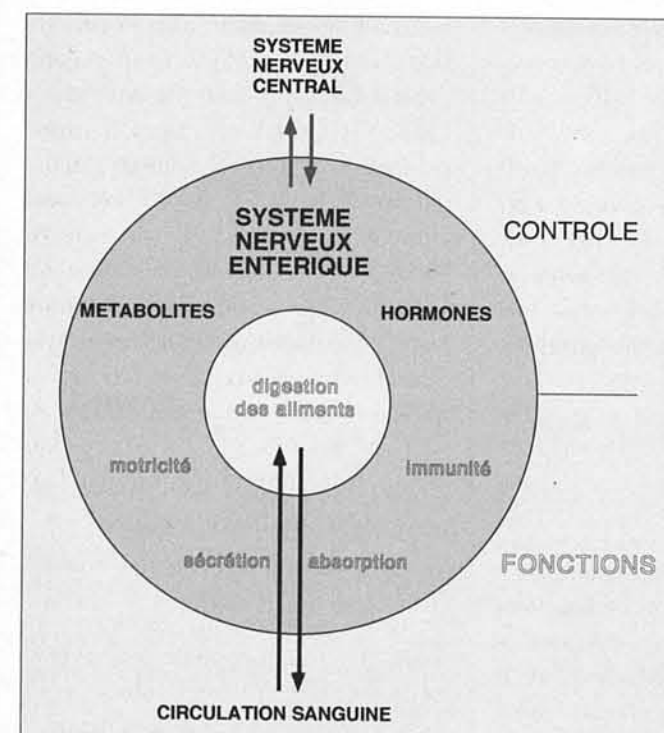 SYSTEME
NERVEUX
CENTRAL
SYSTEME
NERVEUX
ENTERIQUE
CONTROLE
METABOLITES
HORMONES
digestion
des aliments
motricité
immunité
sécrétion
absorption
FONCTIONS
CIRCULATION SANGUINE